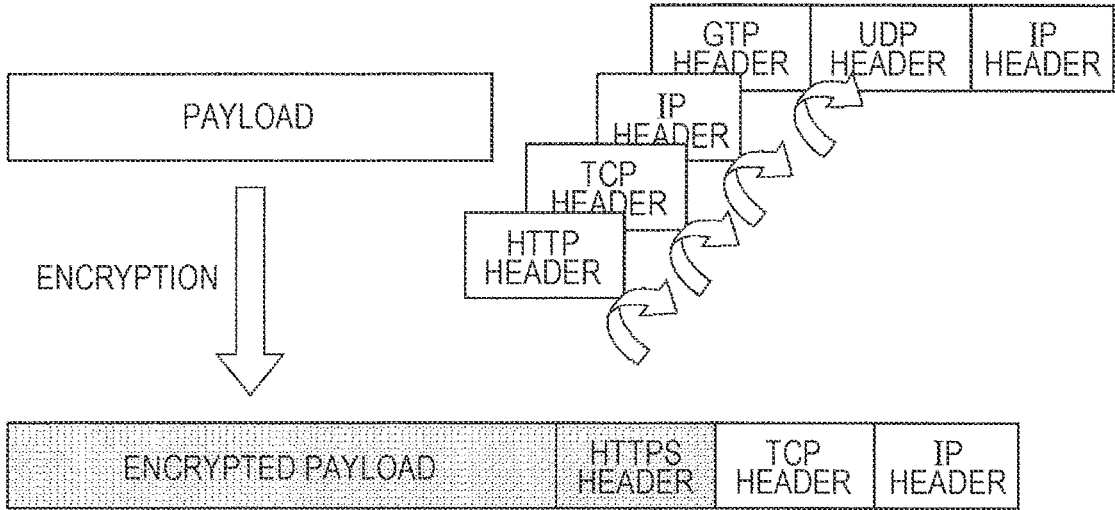 GTP
HEADER
UDP
HEADER
IP
HEADER
PAYLOAD
IP
HEADER
TCP
HEADER
HTTP
HEADER
ENCRYPTION
ENCRYPTED PAYLOAD
HTTPS
HEADER
TCP
HEADER
IP
HEADER